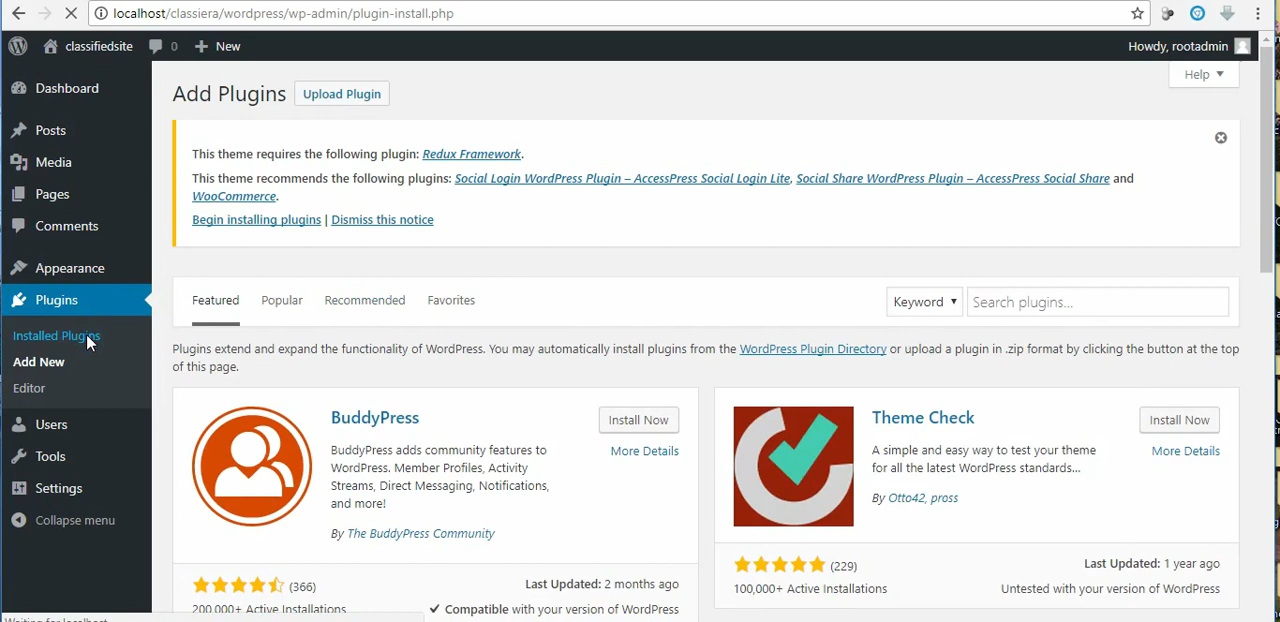 localhost/classiera/wordpress/wp-admin/plugin-install.php
classifiedsite 0 New
Howdy, rootadmin
Dashboard
Posts
Media
Pages
Comments
Appearance
Plugins
Installed Plugins
Add New
Editor
Users
Tools
Settings
Collapse menu
Help
Add Plugins Upload Plugin
This theme requires the following plugin: Redux Framework.
This theme recommends the following plugins: Social Login WordPress Plugin – AccessPress Social Login Lite, Social Share WordPress Plugin – AccessPress Social Share and
WooCommerce.
Begin installing plugins | Dismiss this notice
Featured Popular Recommended Favorites
Keyword Search plugins...
Plugins extend and expand the functionality of WordPress. You may automatically install plugins from the WordPress Plugin Directory or upload a plugin in .zip format by clicking the button at the top
of this page.
BuddyPress
Install Now
More Details
BuddyPress adds community features to
WordPress. Member Profiles, Activity
Streams, Direct Messaging, Notifications,
and more!
By The BuddyPress Community
(366)
200,000+ Active Installations
Last Updated: 2 months ago
Compatible with your version of WordPress
Theme Check
Install Now
More Details
A simple and easy way to test your theme
for all the latest WordPress standards...
By Otto42, pross
(229)
100,000+ Active Installations
Last Updated: 1 year ago
Untested with your version of WordPress
Waiting for localhost